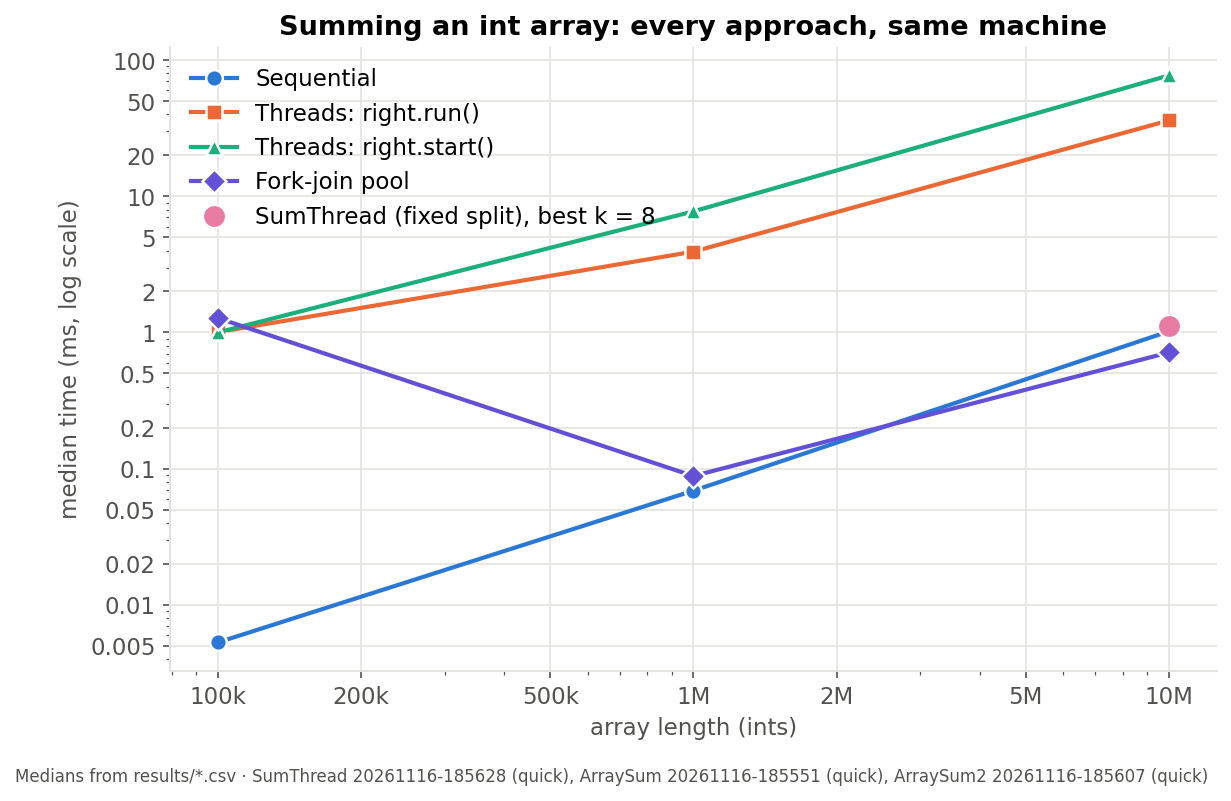 Summing an int array: every approach, same machine
Sequential
Threads: right.run()
Threads: right.start()
Fork-join pool
SumThread (fixed split), best k = 8
median time (ms, log scale)
100
50
20
10
5
2
1
0.5
0.2
0.1
0.05
0.02
0.01
0.005
100k 200k 500k 1M 2M 5M 10M
array length (ints)
Medians from results/*.csv · SumThread 20261116-185628 (quick), ArraySum 20261116-185551 (quick), ArraySum2 20261116-185607 (quick)